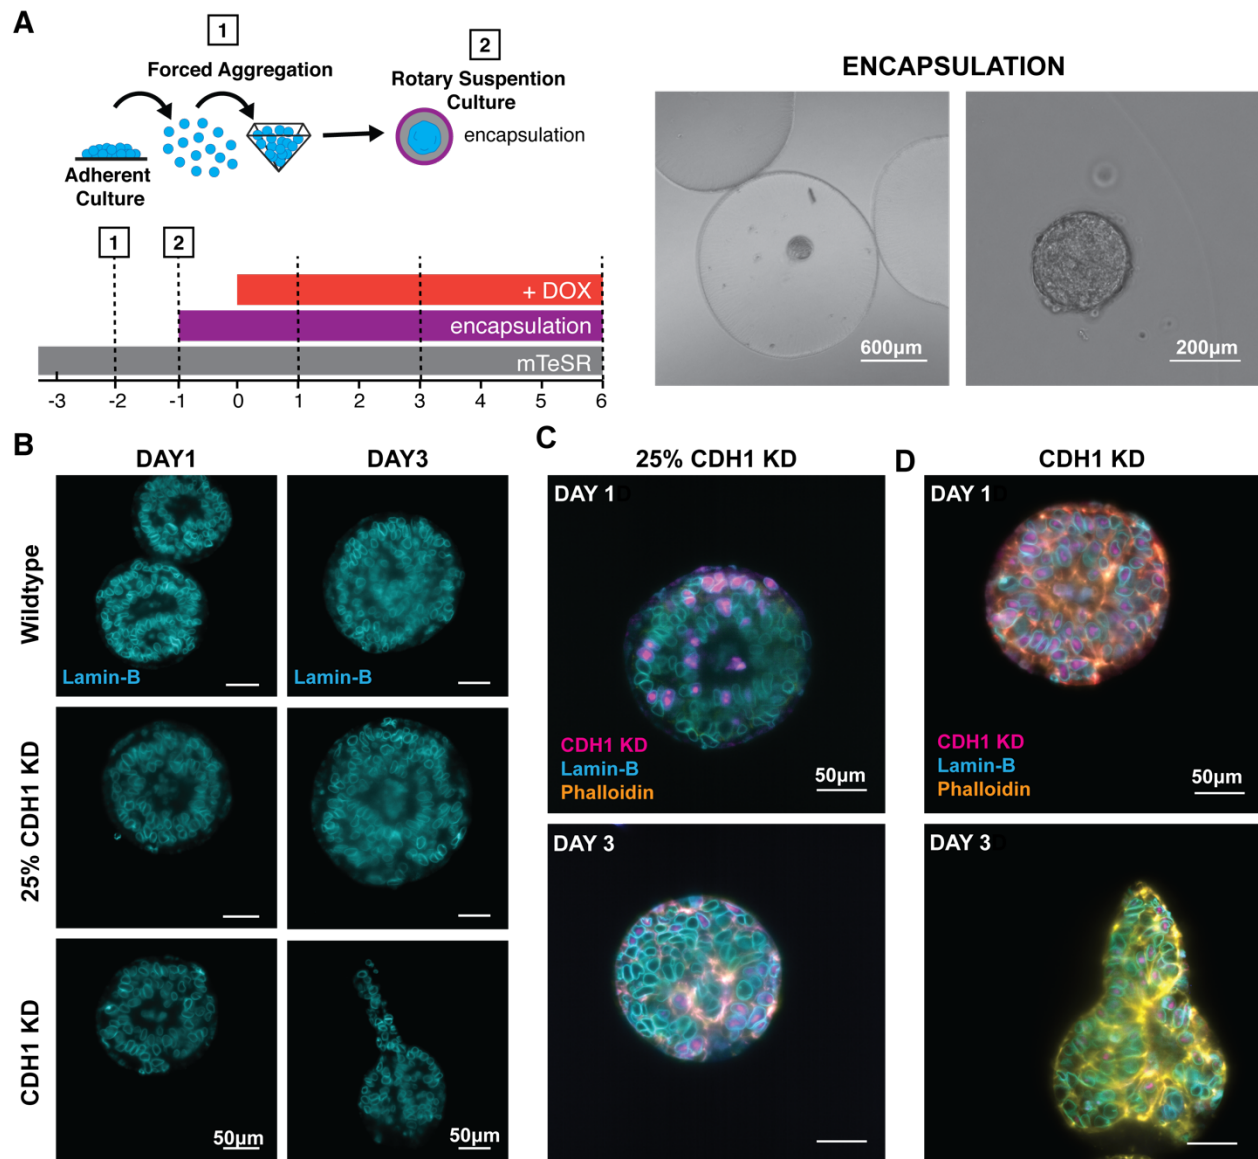 A
1
Forced Aggregation
2
Rotary Suspention
Culture
encapsulation
Adherent
Culture
1
2
+ DOX
encapsulation
mTeSR
-3 -2 -1 0 1 2 3 4 5 6
ENCAPSULATION
600µm
200µm
B
DAY1
DAY3
Wildtype
Lamin-B
Lamin-B
25% CDH1 KD
CDH1 KD
50µm
50µm
C
25% CDH1 KD
DAY 1D
CDH1 KD
Lamin-B
Phalloidin
50µm
DAY 3
D
CDH1 KD
DAY 1D
CDH1 KD
Lamin-B
Phalloidin
50µm
DAY 3D